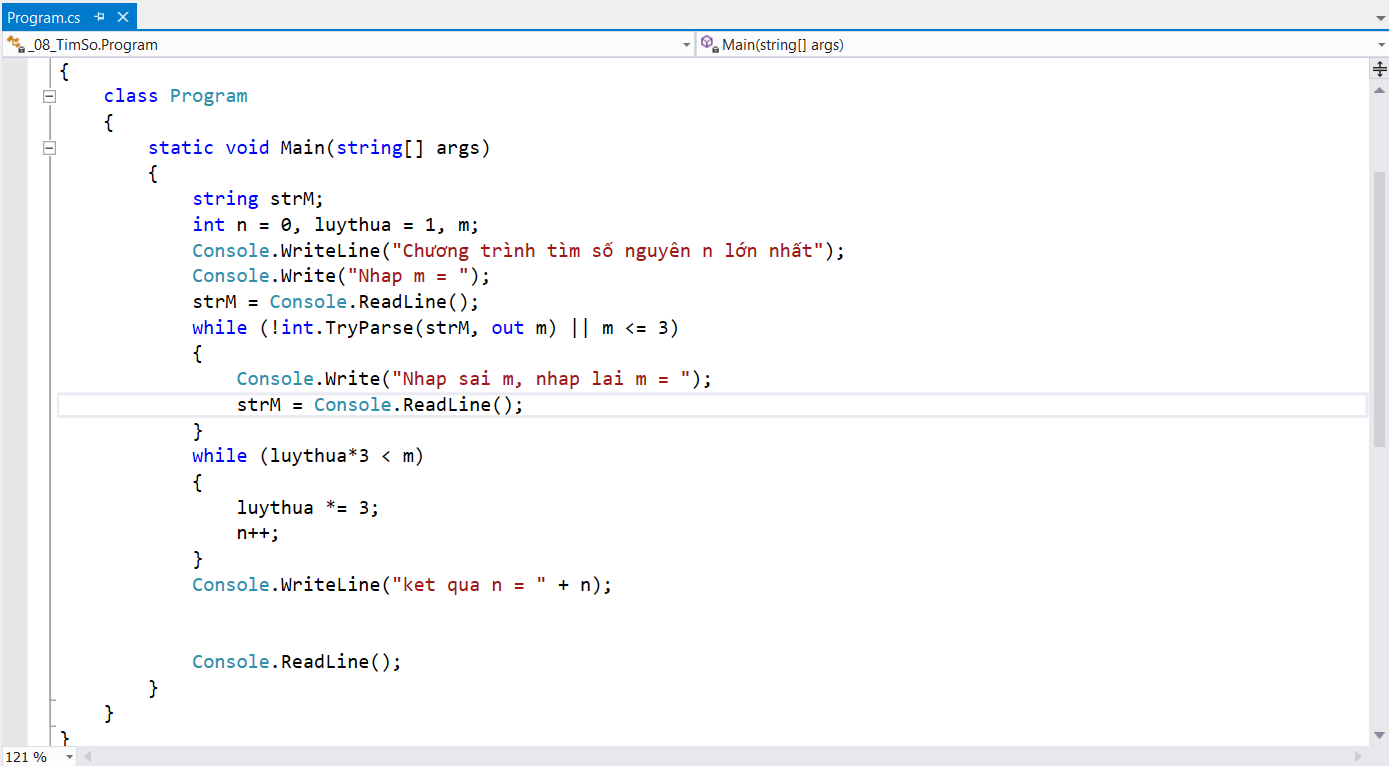 Program.cs
_08_TimSo.Program
Main(string[] args)
{
class Program
{
static void Main(string[] args)
{
string strM;
int n = 0, luythua = 1, m;
Console.WriteLine("Chương trình tìm số nguyên n lớn nhất");
Console.Write("Nhap m = ");
strM = Console.ReadLine();
while (!int.TryParse(strM, out m) || m <= 3)
{
Console.Write("Nhap sai m, nhap lai m = ");
strM = Console.ReadLine();
}
while (luythua*3 < m)
{
luythua *= 3;
n++;
}
Console.WriteLine("ket qua n = " + n);
Console.ReadLine();
}
}
}
121 %